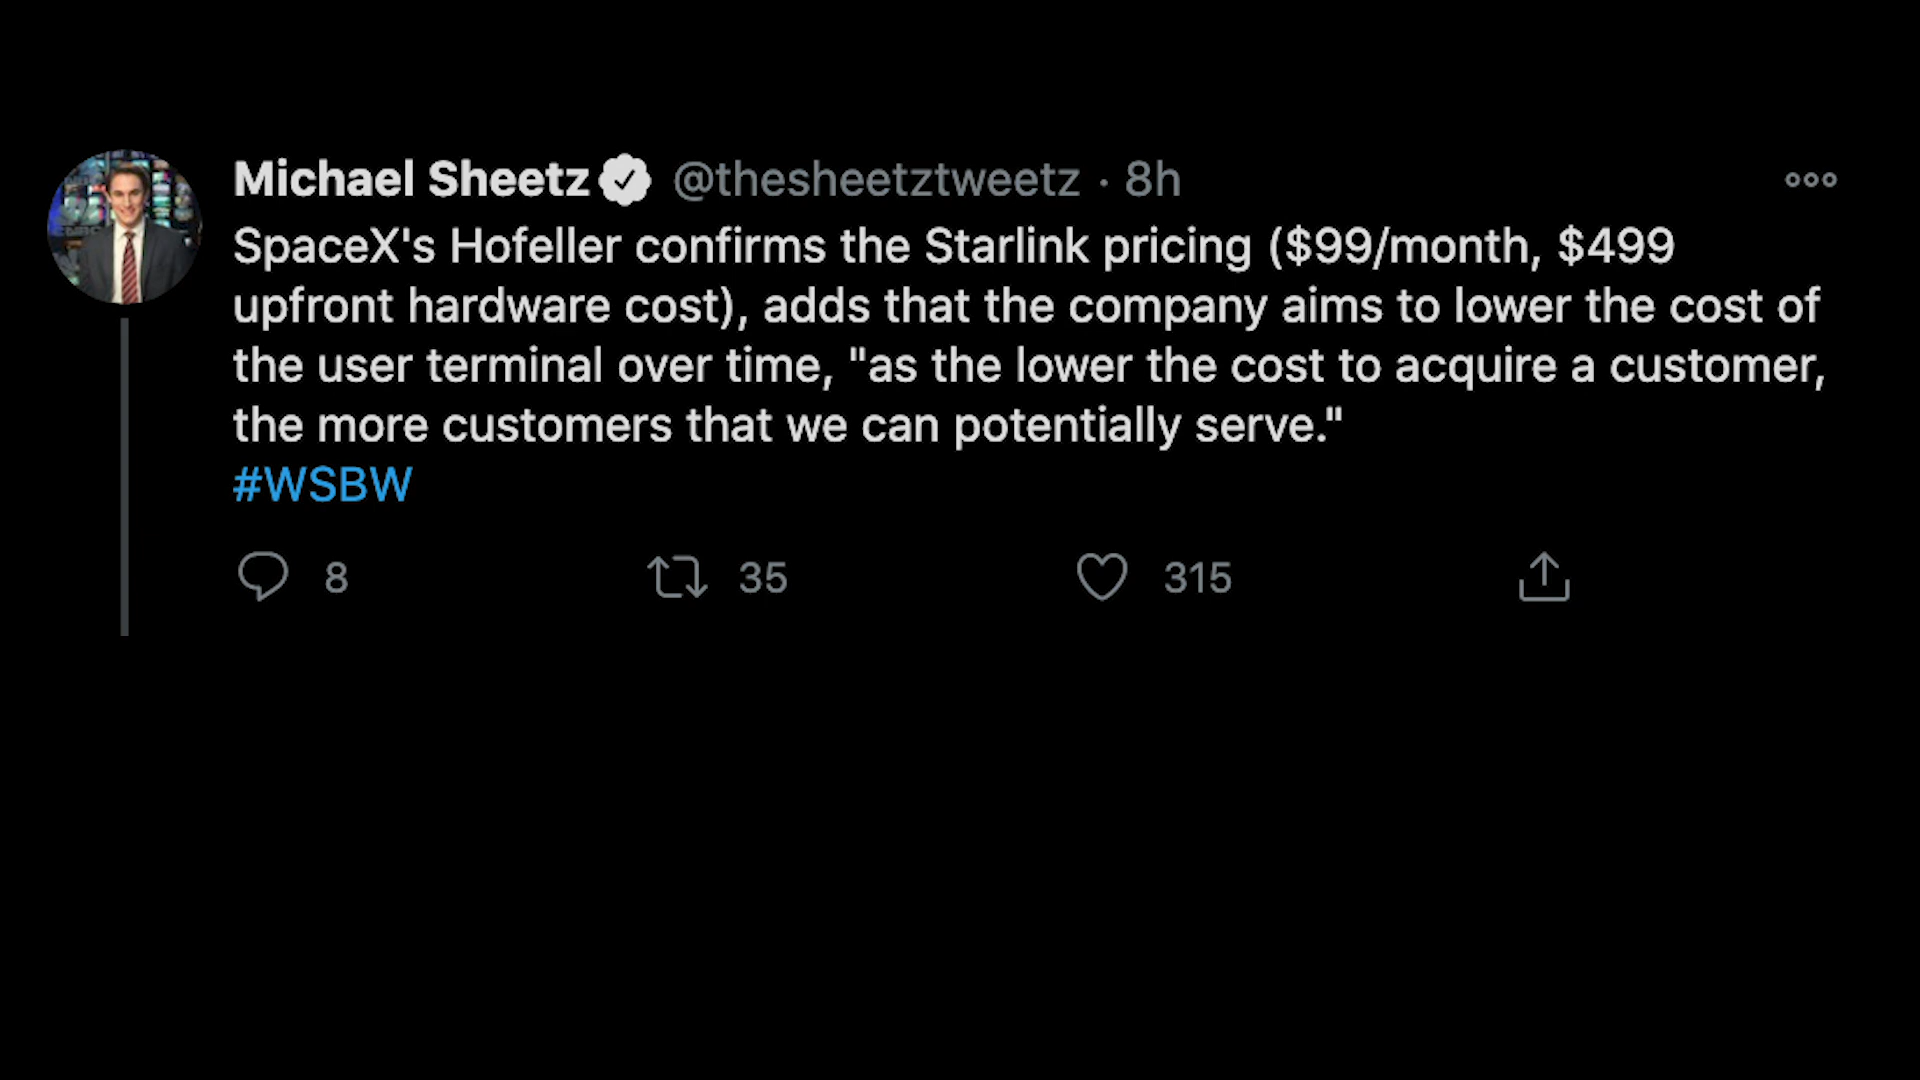 Michael Sheetz @thesheetztweetz · 8h
SpaceX's Hofeller confirms the Starlink pricing ($99/month, $499
upfront hardware cost), adds that the company aims to lower the cost of
the user terminal over time, "as the lower the cost to acquire a customer,
the more customers that we can potentially serve."
#WSBW
8 35 315